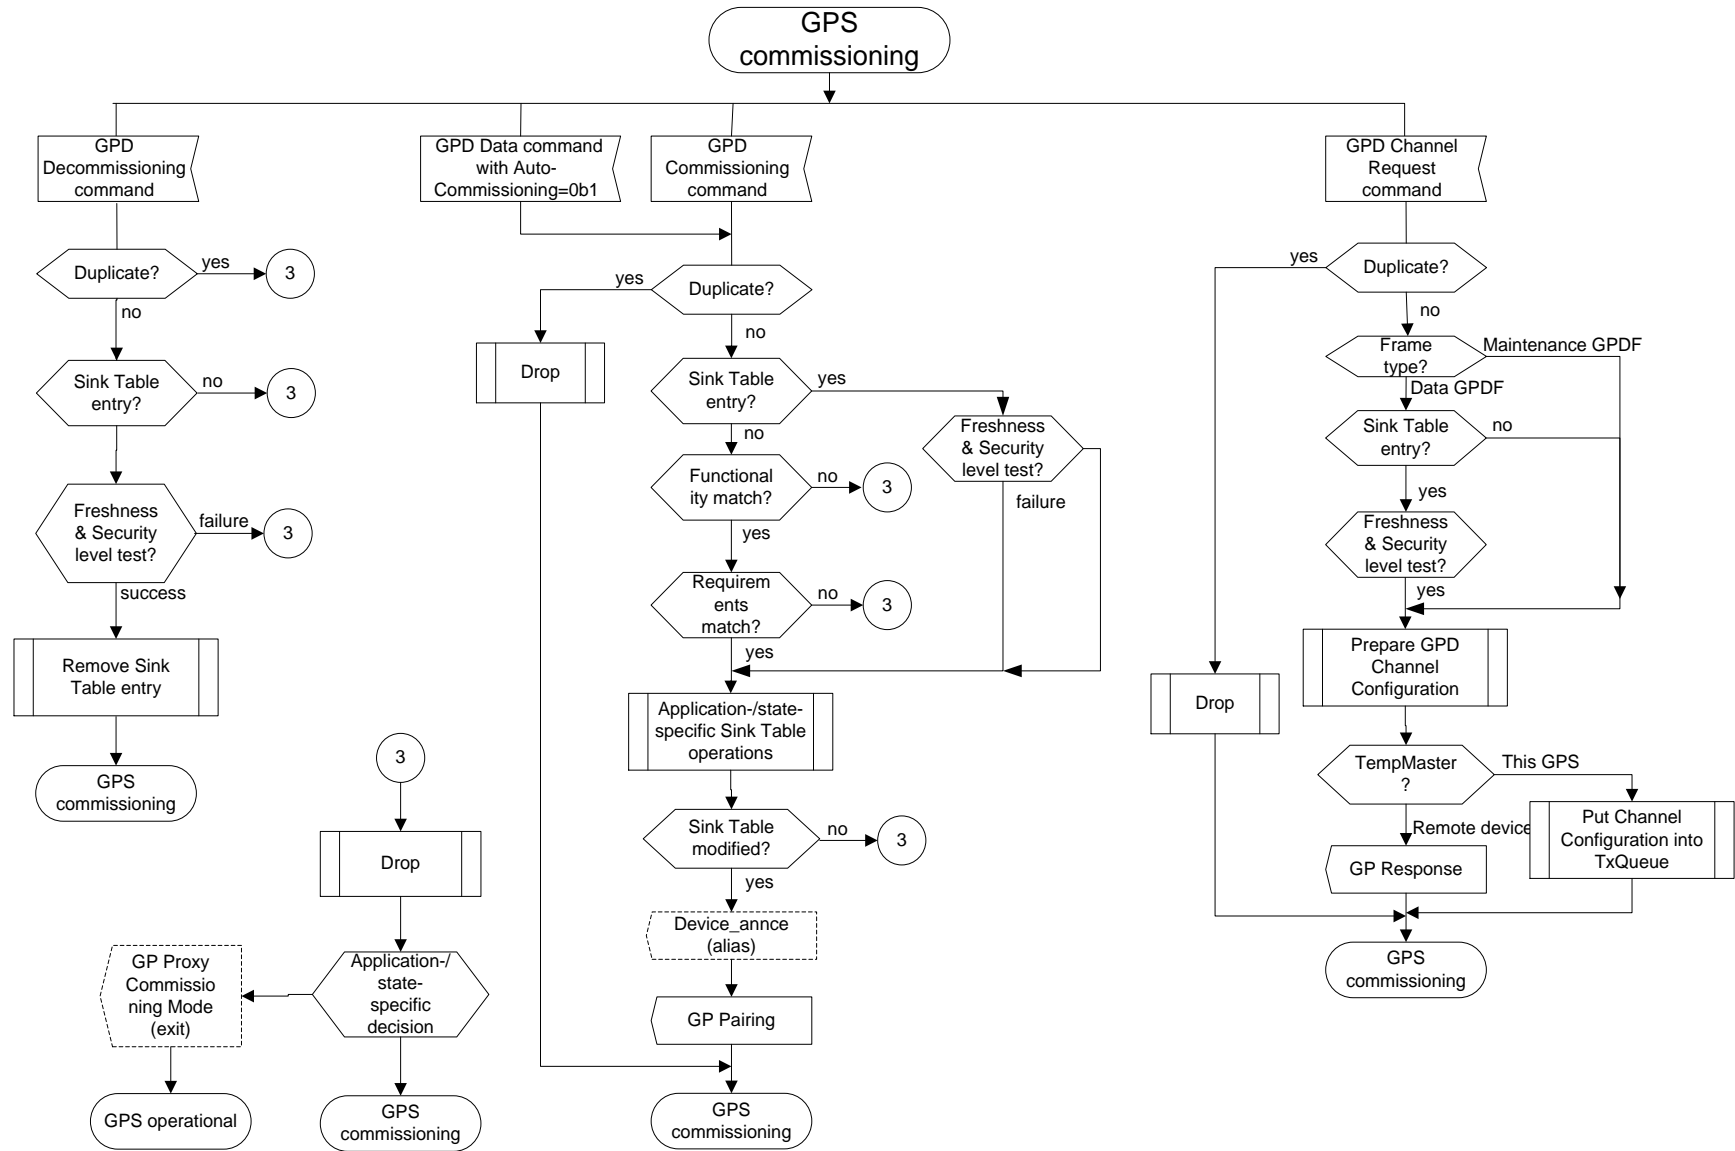 GPS
commissioning
GPD
Decommissioning
command
GPD Data command
with Auto-
Commissioning=0b1
GPD
Commissioning
command
GPD Channel
Request
command
Duplicate?
yes
3
no
Sink Table
entry?
no
3
Freshness
& Security
level test?
failure
3
success
Remove Sink
Table entry
GPS
commissioning
3
Drop
Application-/
state-
specific
decision
GP Proxy
Commissio
ning Mode
(exit)
GPS operational
GPS
commissioning
yes
Duplicate?
no
Drop
Sink Table
entry?
yes
no
Freshness
& Security
level test?
failure
Functional
ity match?
no
3
yes
Requirem
ents
match?
no
3
yes
Application-/state-
specific Sink Table
operations
Sink Table
modified?
no
3
yes
Device_annce
(alias)
GP Pairing
GPS
commissioning
yes
Duplicate?
no
Frame
type?
Maintenance GPDF
Data GPDF
Sink Table
entry?
no
yes
Freshness
& Security
level test?
yes
Prepare GPD
Channel
Configuration
Drop
TempMaster
?
This GPS
Remote device
Put Channel
Configuration into
TxQueue
GP Response
GPS
commissioning